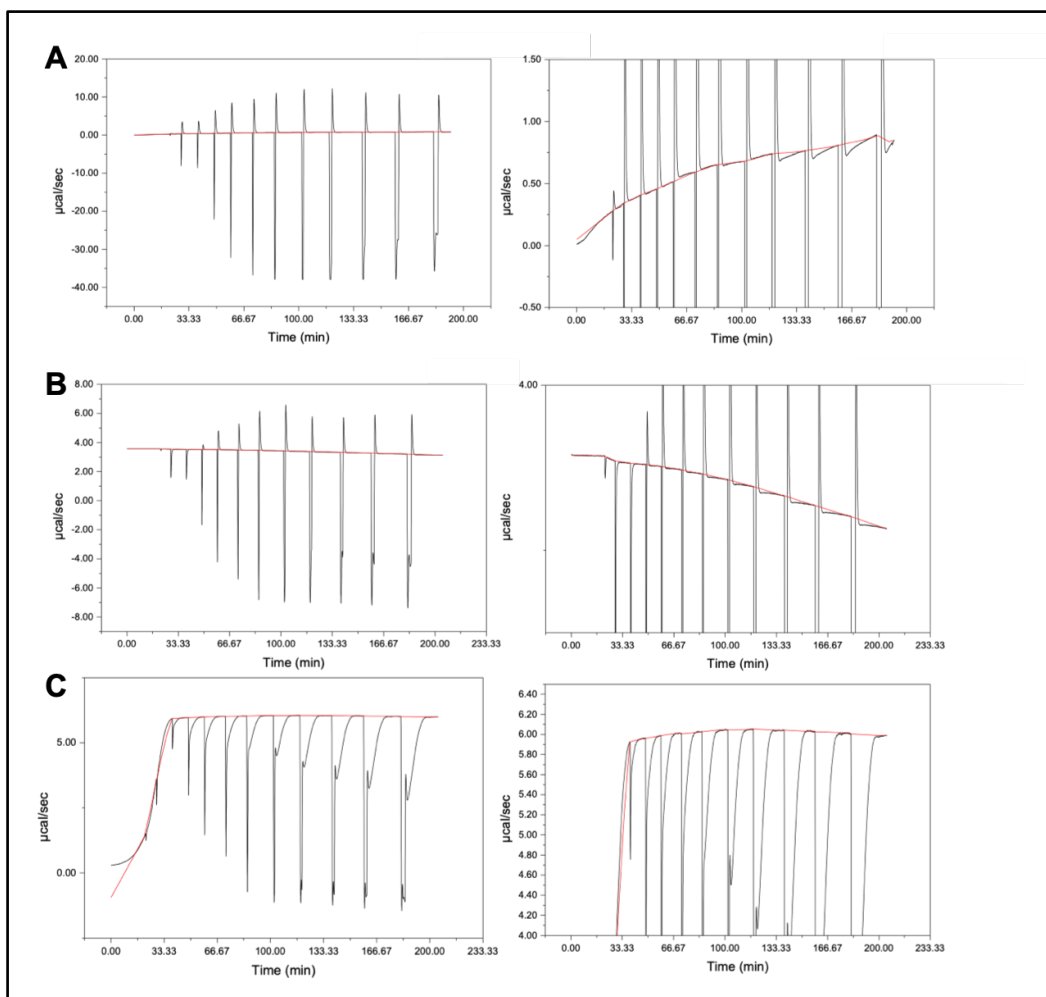 A
20.00
10.00
0.00
-10.00
-20.00
-30.00
-40.00
µcal/sec
0.00 33.33 66.67 100.00 133.33 166.67 200.00
Time (min)
1.50
1.00
0.50
0.00
-0.50
µcal/sec
0.00 33.33 66.67 100.00 133.33 166.67 200.00
Time (min)
B
8.00
6.00
4.00
2.00
0.00
-2.00
-4.00
-6.00
-8.00
µcal/sec
0.00 33.33 66.67 100.00 133.33 166.67 200.00 233.33
Time (min)
4.00
µcal/sec
0.00 33.33 66.67 100.00 133.33 166.67 200.00 233.33
Time (min)
C
5.00
0.00
µcal/sec
0.00 33.33 66.67 100.00 133.33 166.67 200.00 233.33
Time (min)
6.40
6.20
6.00
5.80
5.60
5.40
5.20
5.00
4.80
4.60
4.40
4.20
4.00
µcal/sec
0.00 33.33 66.67 100.00 133.33 166.67 200.00 233.33
Time (min)